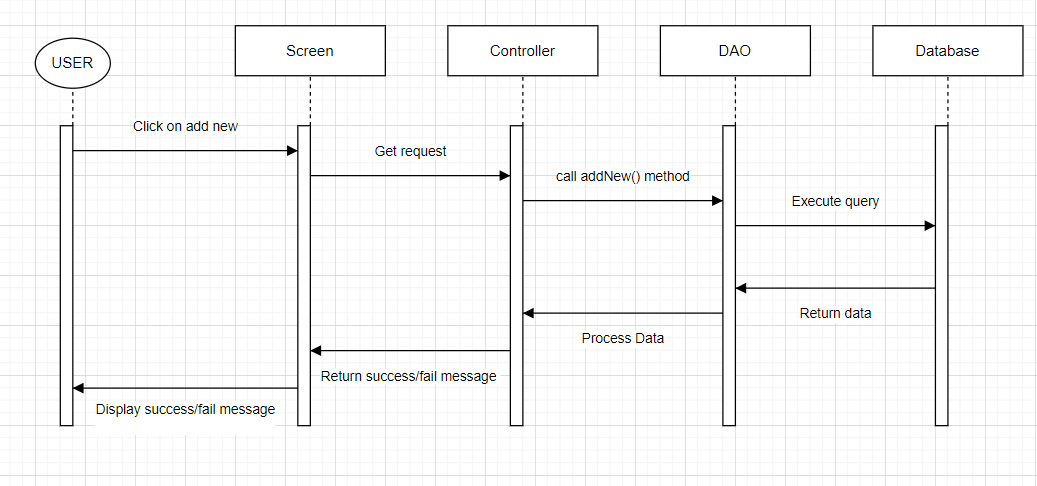 USER
Screen
Controller
DAO
Database
Click on add new
Get request
call addNew() method
Execute query
Return data
Process Data
Return success/fail message
Display success/fail message